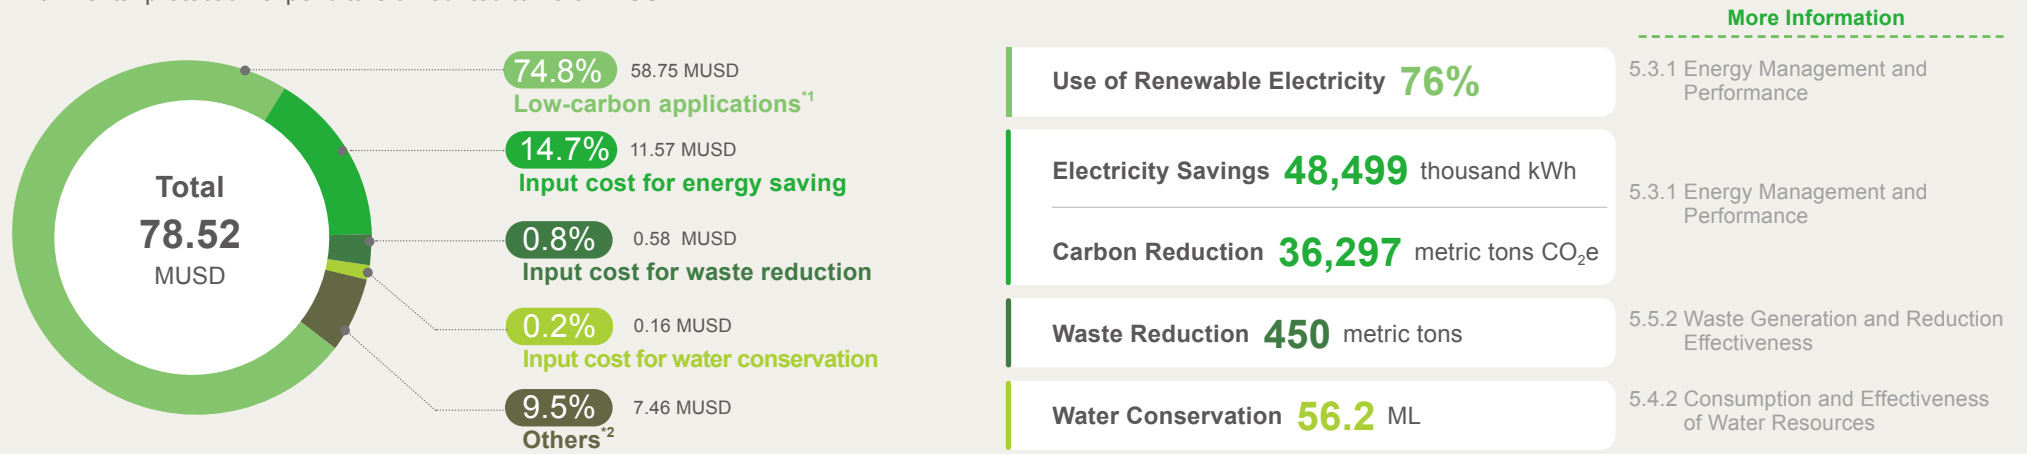 More Information
Total
78.52
MUSD
74.8% 58.75 MUSD
Low-carbon applications*1
14.7% 11.57 MUSD
Input cost for energy saving
0.8% 0.58 MUSD
Input cost for waste reduction
0.2% 0.16 MUSD
Input cost for water conservation
9.5% 7.46 MUSD
Others*2
Use of Renewable Electricity 76%
Electricity Savings 48,499 thousand kWh
Carbon Reduction 36,297 metric tons CO₂e
Waste Reduction 450 metric tons
Water Conservation 56.2 ML
5.3.1 Energy Management and
Performance
5.3.1 Energy Management and
Performance
5.5.2 Waste Generation and Reduction
Effectiveness
5.4.2 Consumption and Effectiveness
of Water Resources